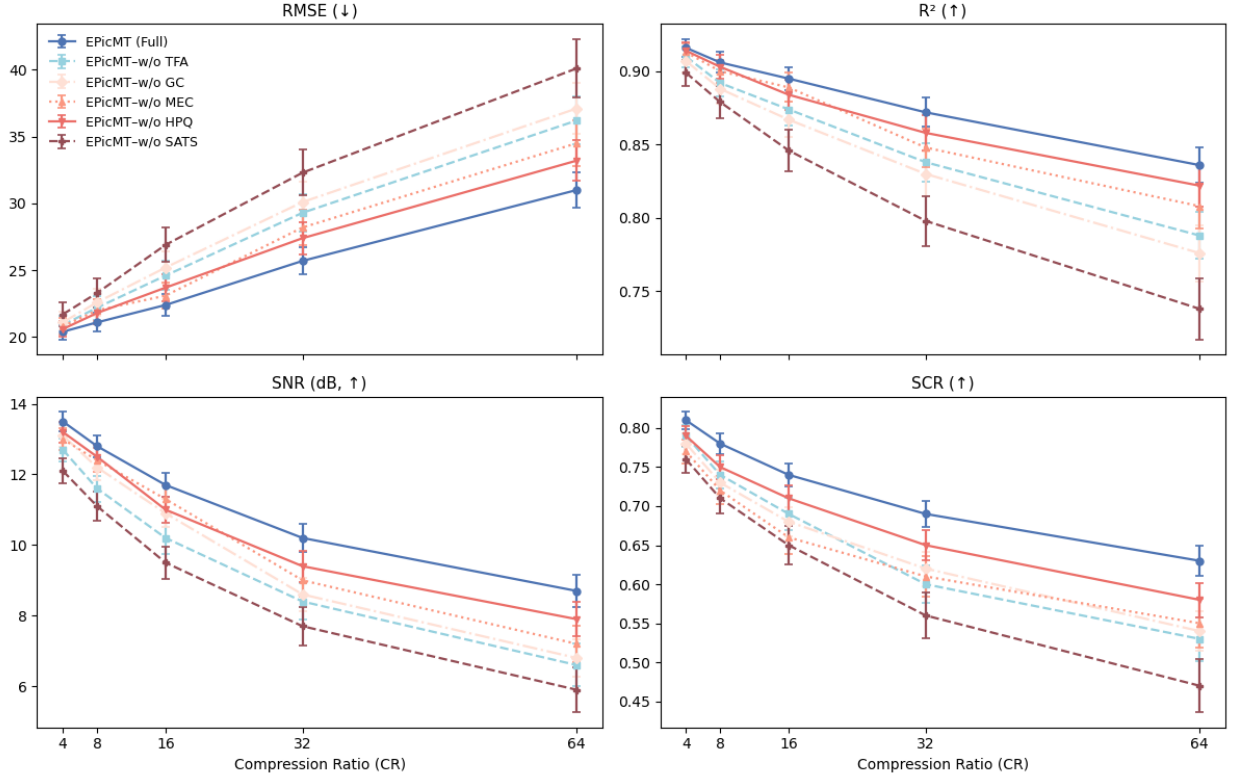 RMSE (↓)
40
35
30
25
20
EPicMT (Full)
EPicMT–w/o TFA
EPicMT–w/o GC
EPicMT–w/o MEC
EPicMT–w/o HPQ
EPicMT–w/o SATS
R² (↑)
0.90
0.85
0.80
0.75
SNR (dB, ↑)
14
12
10
8
6
4 8 16 32 64
Compression Ratio (CR)
SCR (↑)
0.80
0.75
0.70
0.65
0.60
0.55
0.50
0.45
4 8 16 32 64
Compression Ratio (CR)